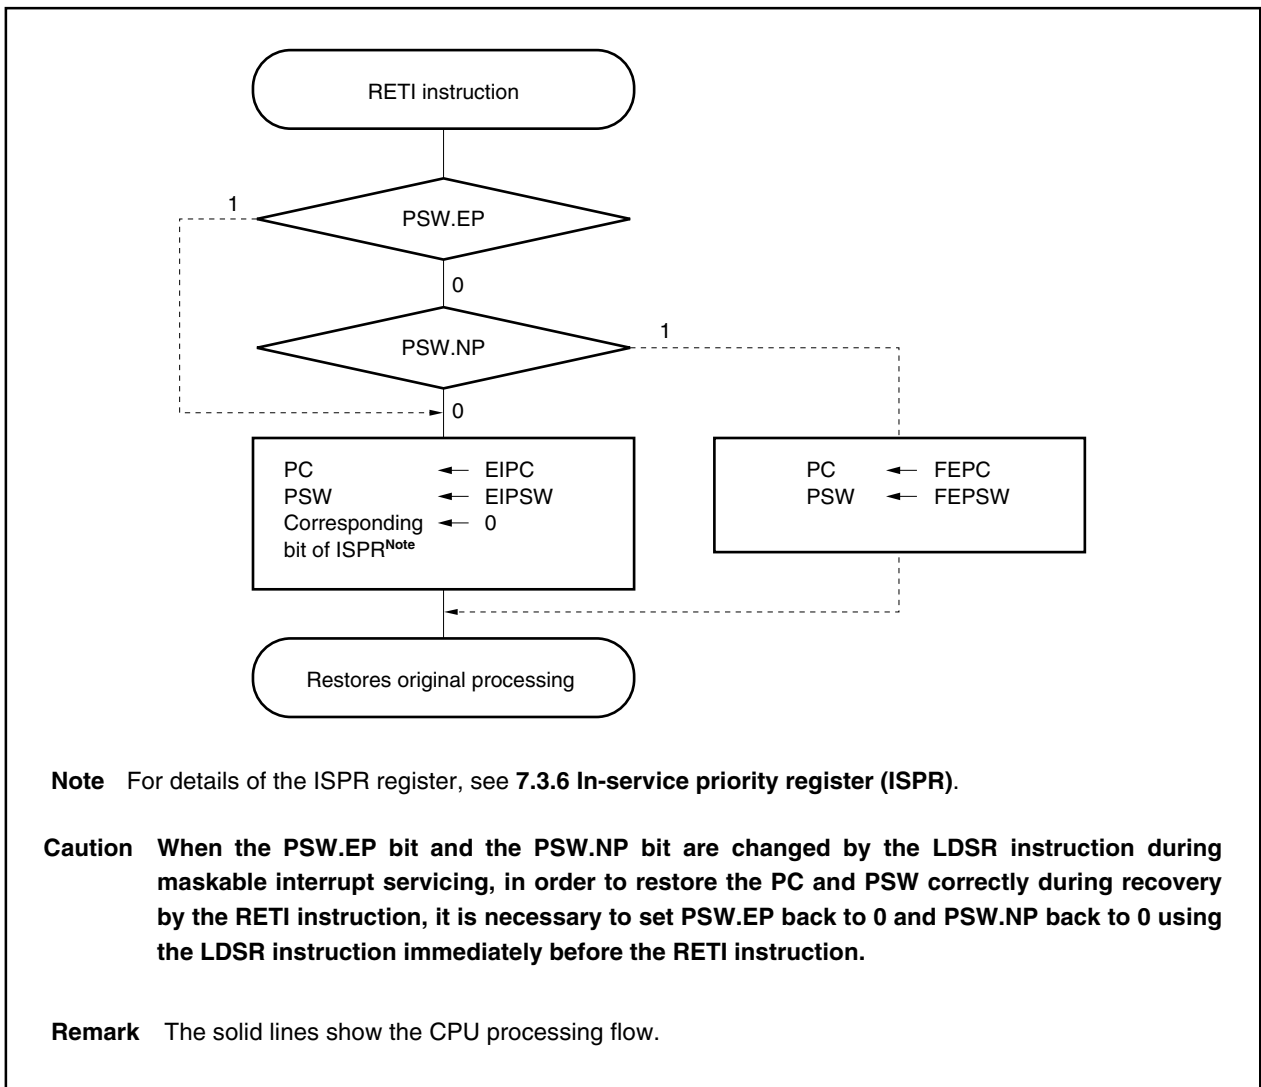 RETI instruction
1
PSW.EP
0
1
PSW.NP
0
PC ← EIPC
PSW ← EIPSW
Corresponding ← 0
bit of ISPRNote
PC ← FEPC
PSW ← FEPSW
Restores original processing
Note For details of the ISPR register, see 7.3.6 In-service priority register (ISPR).
Caution When the PSW.EP bit and the PSW.NP bit are changed by the LDSR instruction during
maskable interrupt servicing, in order to restore the PC and PSW correctly during recovery
by the RETI instruction, it is necessary to set PSW.EP back to 0 and PSW.NP back to 0 using
the LDSR instruction immediately before the RETI instruction.
Remark The solid lines show the CPU processing flow.